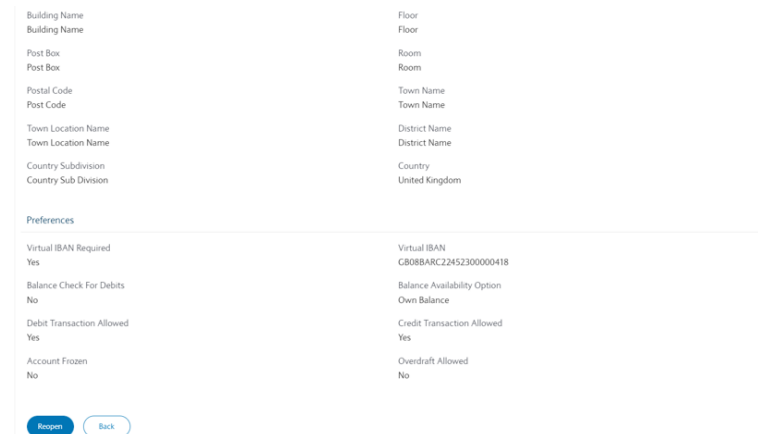 Building Name
Building Name
Floor
Floor
Post Box
Post Box
Room
Room
Postal Code
Post Code
Town Name
Town Name
Town Location Name
Town Location Name
District Name
District Name
Country Subdivision
Country Sub Division
Country
United Kingdom
Preferences
Virtual IBAN Required
Yes
Virtual IBAN
GB08BARC22452300000418
Balance Check For Debits
No
Balance Availability Option
Own Balance
Debit Transaction Allowed
Yes
Credit Transaction Allowed
Yes
Account Frozen
No
Overdraft Allowed
No
Reopen
Back